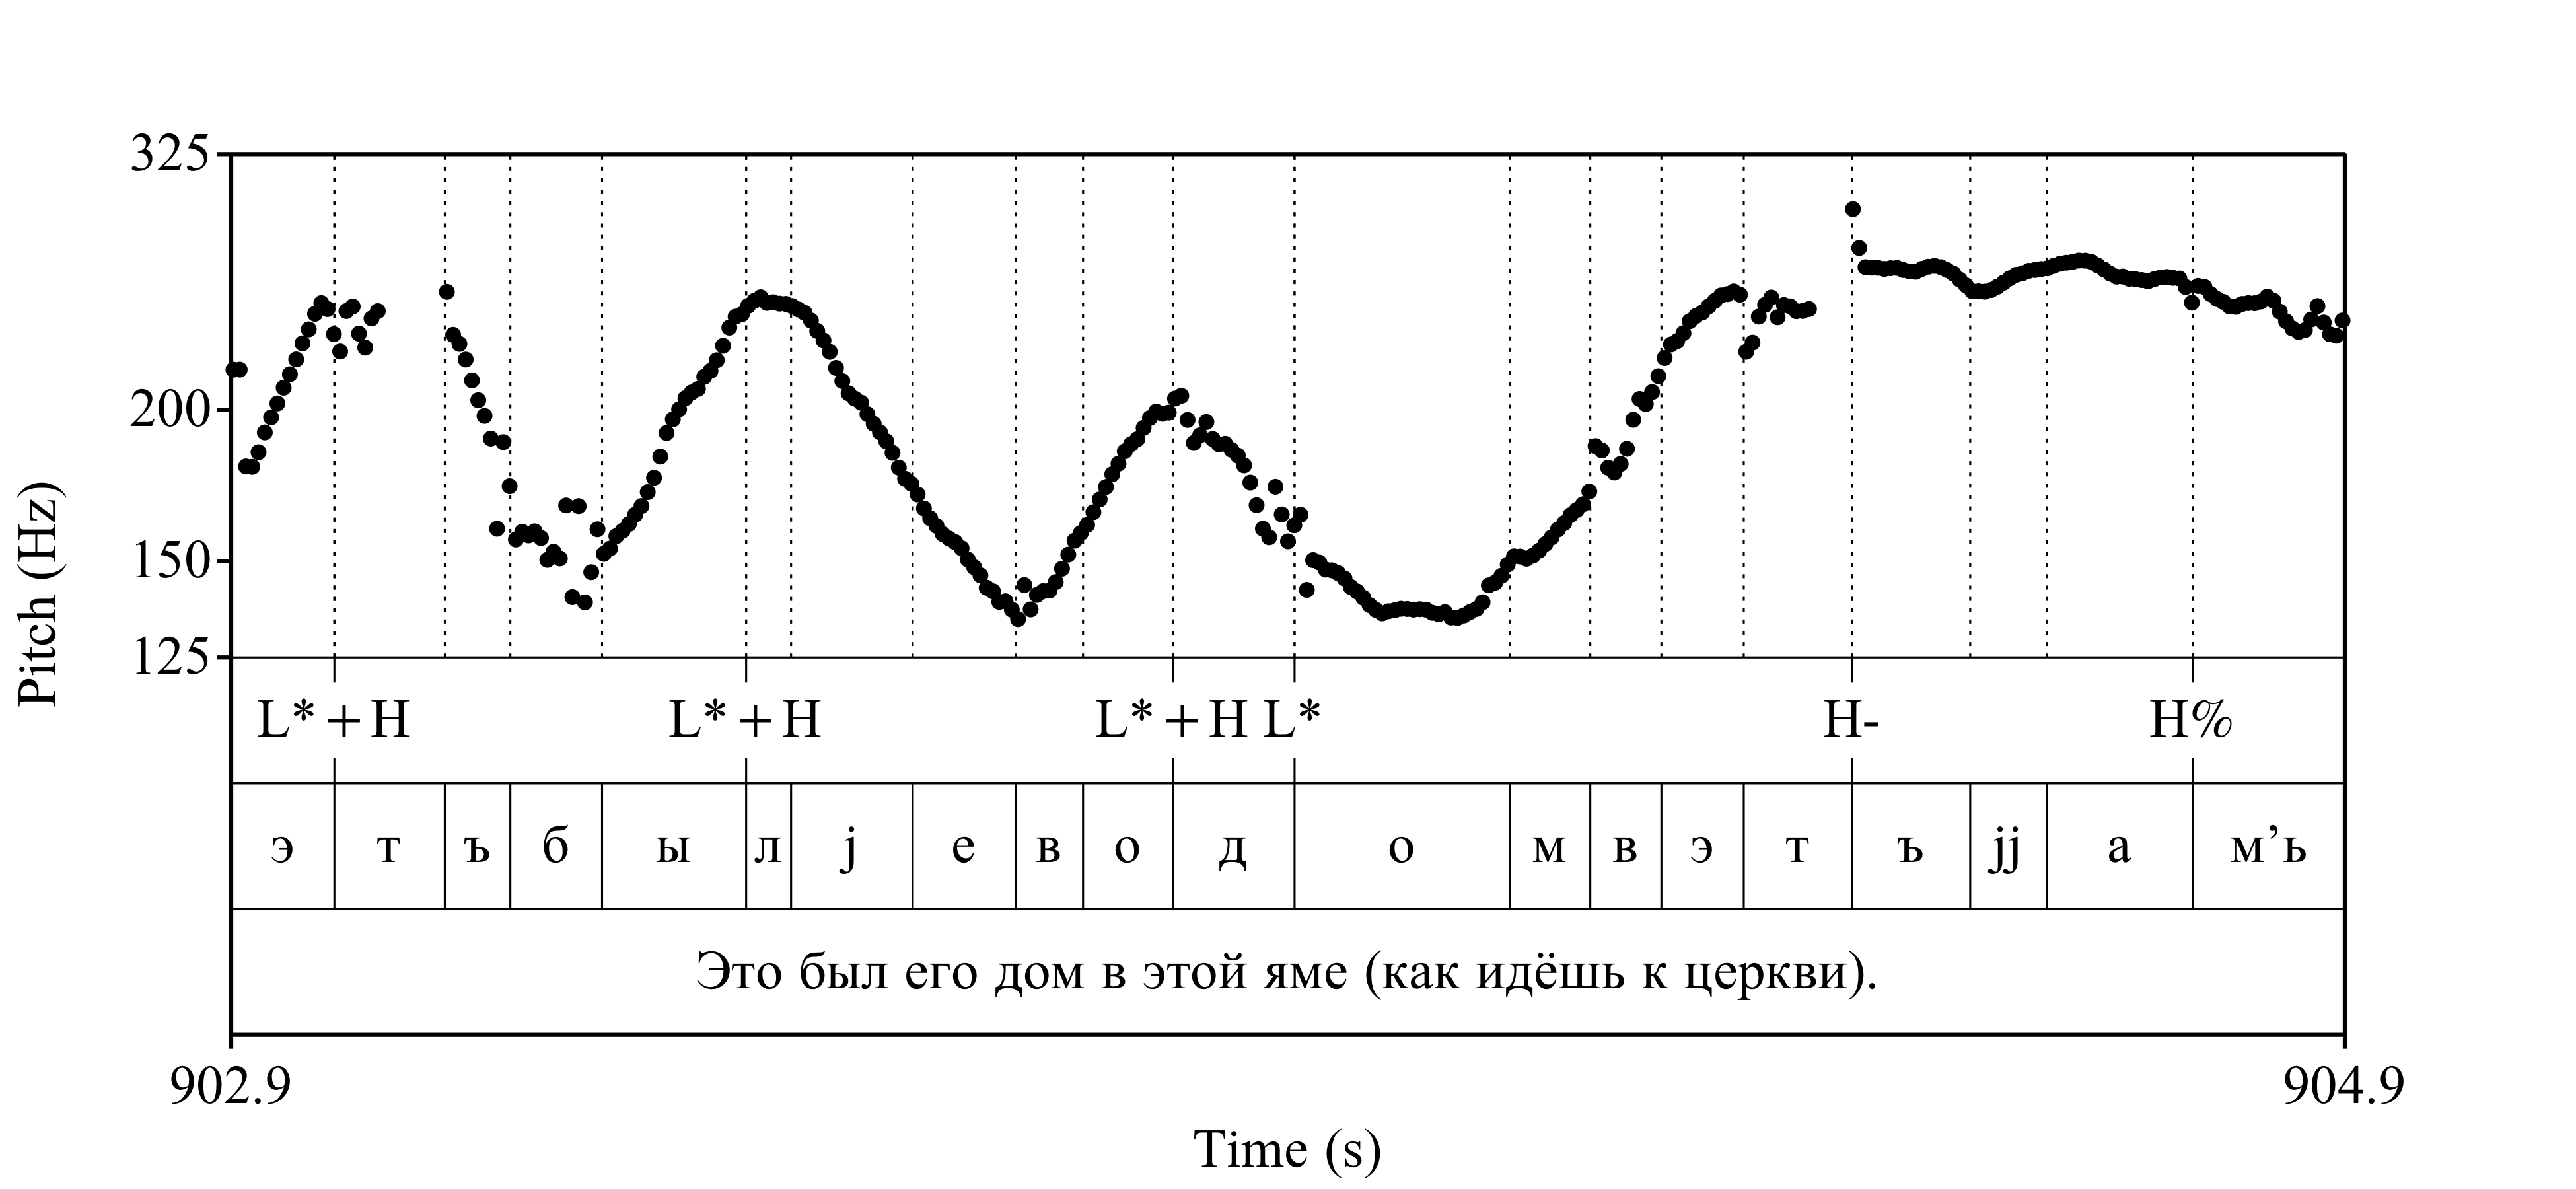 325
200
150
125
Pitch (Hz)
L*+H L*+H L*+H L* H- H%
э т ъ б ы л j е в о д о м в э т ъ jj а м’ь
Это был его дом в этой яме (как идёшь к церкви).
902.9 904.9
Time (s)